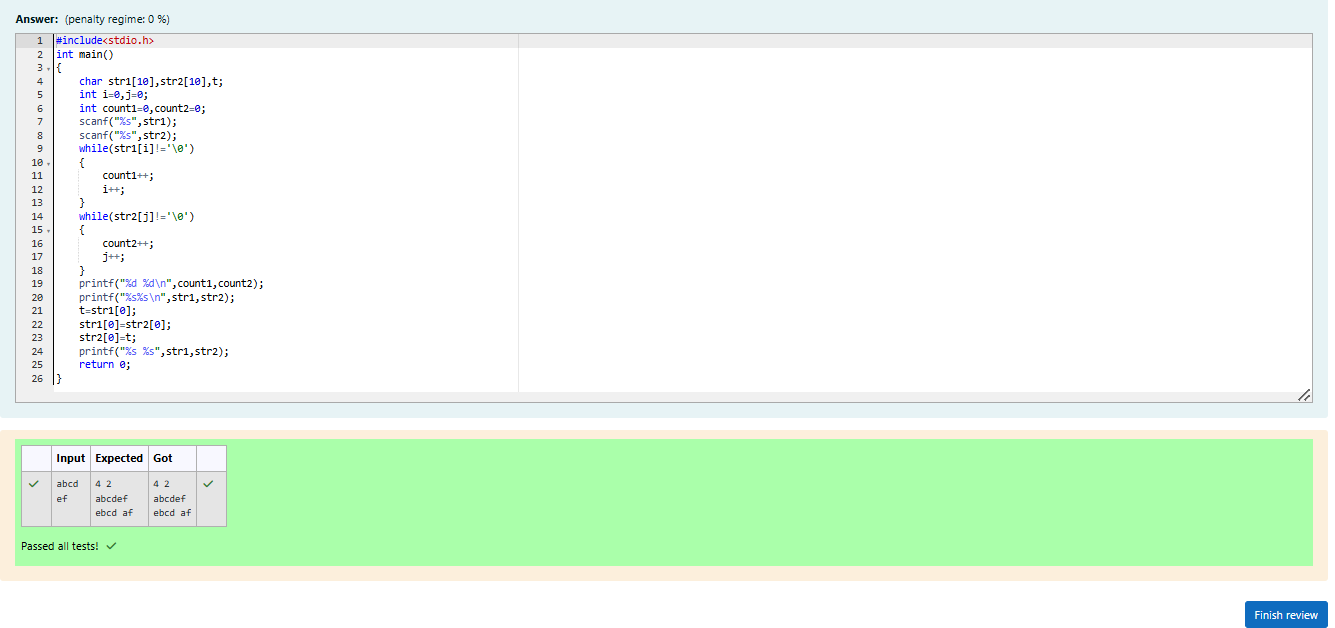 Answer: (penalty regime: 0 %)
1 #include<stdio.h>
2 int main()
3 {
4 char str1[10],str2[10],t;
5 int i=0,j=0;
6 int count1=0,count2=0;
7 scanf("%s",str1);
8 scanf("%s",str2);
9 while(str1[i]!='\0')
10 {
11 count1++;
12 i++;
13 }
14 while(str2[j]!='\0')
15 {
16 count2++;
17 j++;
18 }
19 printf("%d %d\n",count1,count2);
20 printf("%s%s\n",str1,str2);
21 t=str1[0];
22 str1[0]=str2[0];
23 str2[0]=t;
24 printf("%s %s",str1,str2);
25 return 0;
26 }
Input Expected Got
abcd 4 2 4 2
ef abcdef abcdef
ebcd af ebcd af
Passed all tests!
Finish review